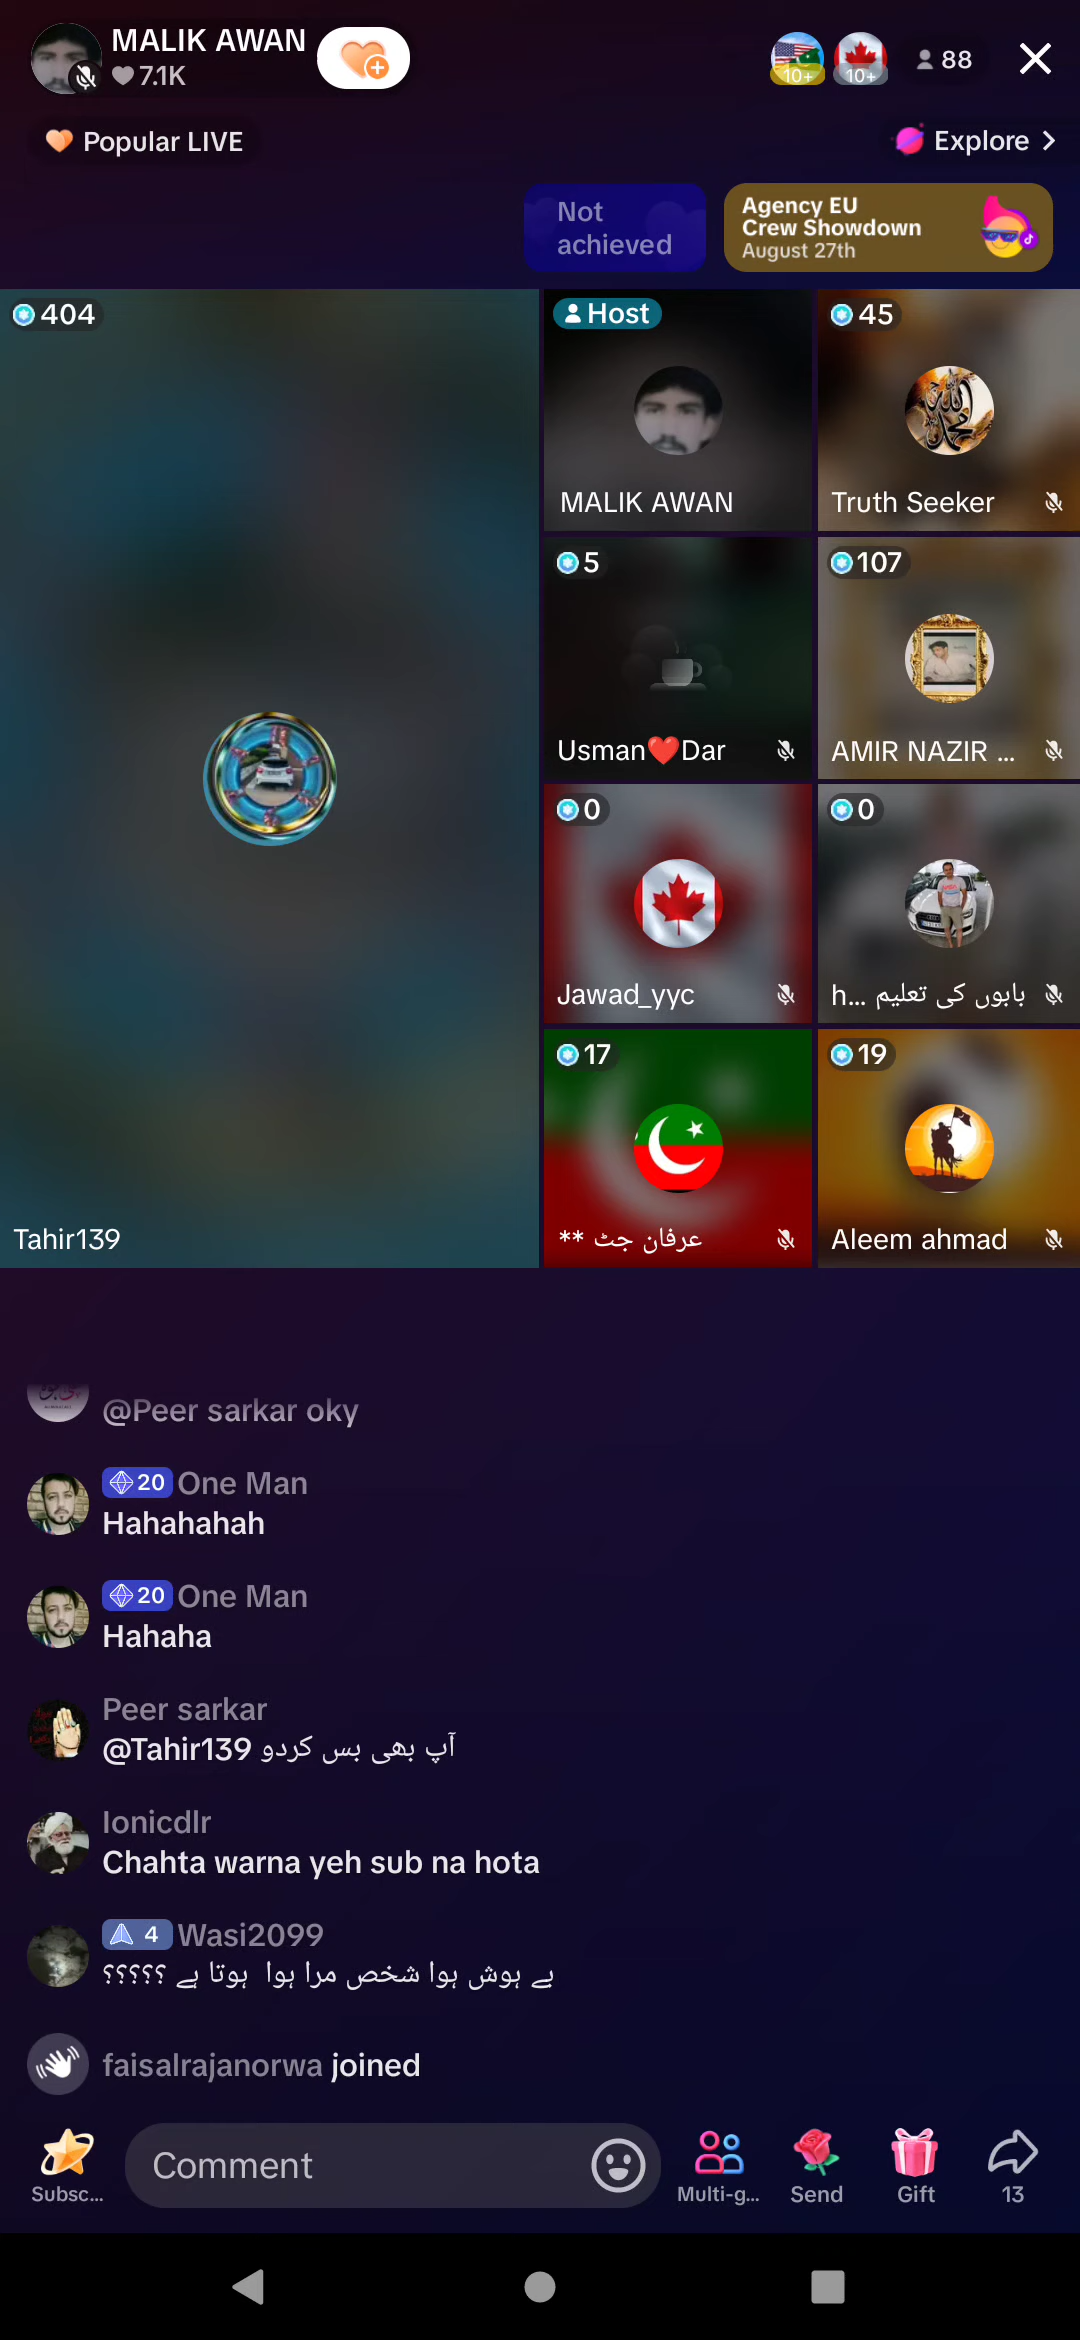 MALIK AWAN
7.1K
10+
10+
88
Popular LIVE
Explore
Not
achieved
Agency EU
Crew Showdown
August 27th
404
Tahir139
Host
MALIK AWAN
45
Truth Seeker
5
Usman❤️Dar
107
AMIR NAZIR ...
0
Jawad_yyc
0
h... بابوں کی تعلیم
17
** عرفان جٹ
19
Aleem ahmad
@Peer sarkar oky
20 One Man
Hahahahah
20 One Man
Hahaha
Peer sarkar
@Tahir139 آپ بھی بس کردو
Ionicdlr
Chahta warna yeh sub na hota
4 Wasi2099
بے ہوش ہوا شخص مرا ہوا ہوتا ہے ؟؟؟؟؟
faisalrajanorwa joined
Comment
Subsc...
Multi-g...
Send
Gift
13